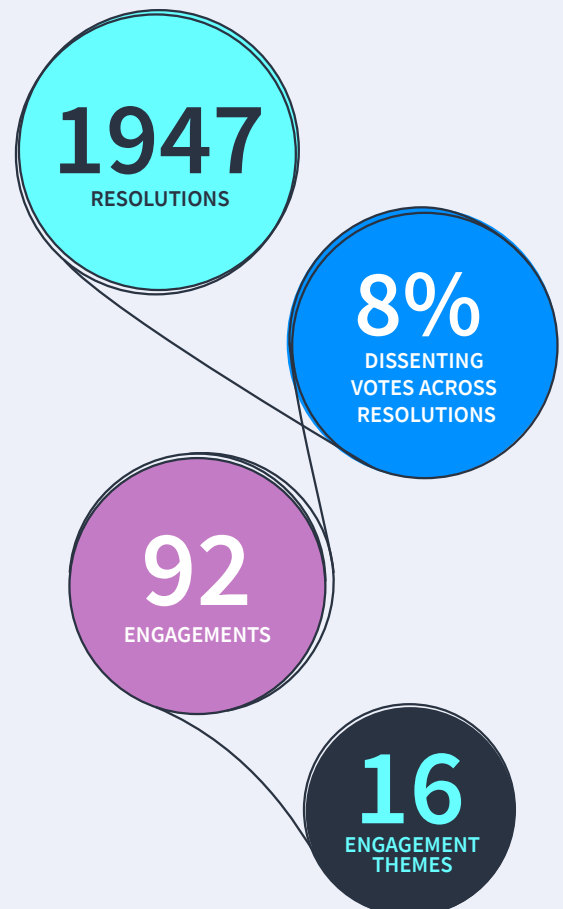 1947
RESOLUTIONS
8%
DISSENTING
VOTES ACROSS
RESOLUTIONS
92
ENGAGEMENTS
16
ENGAGEMENT
THEMES